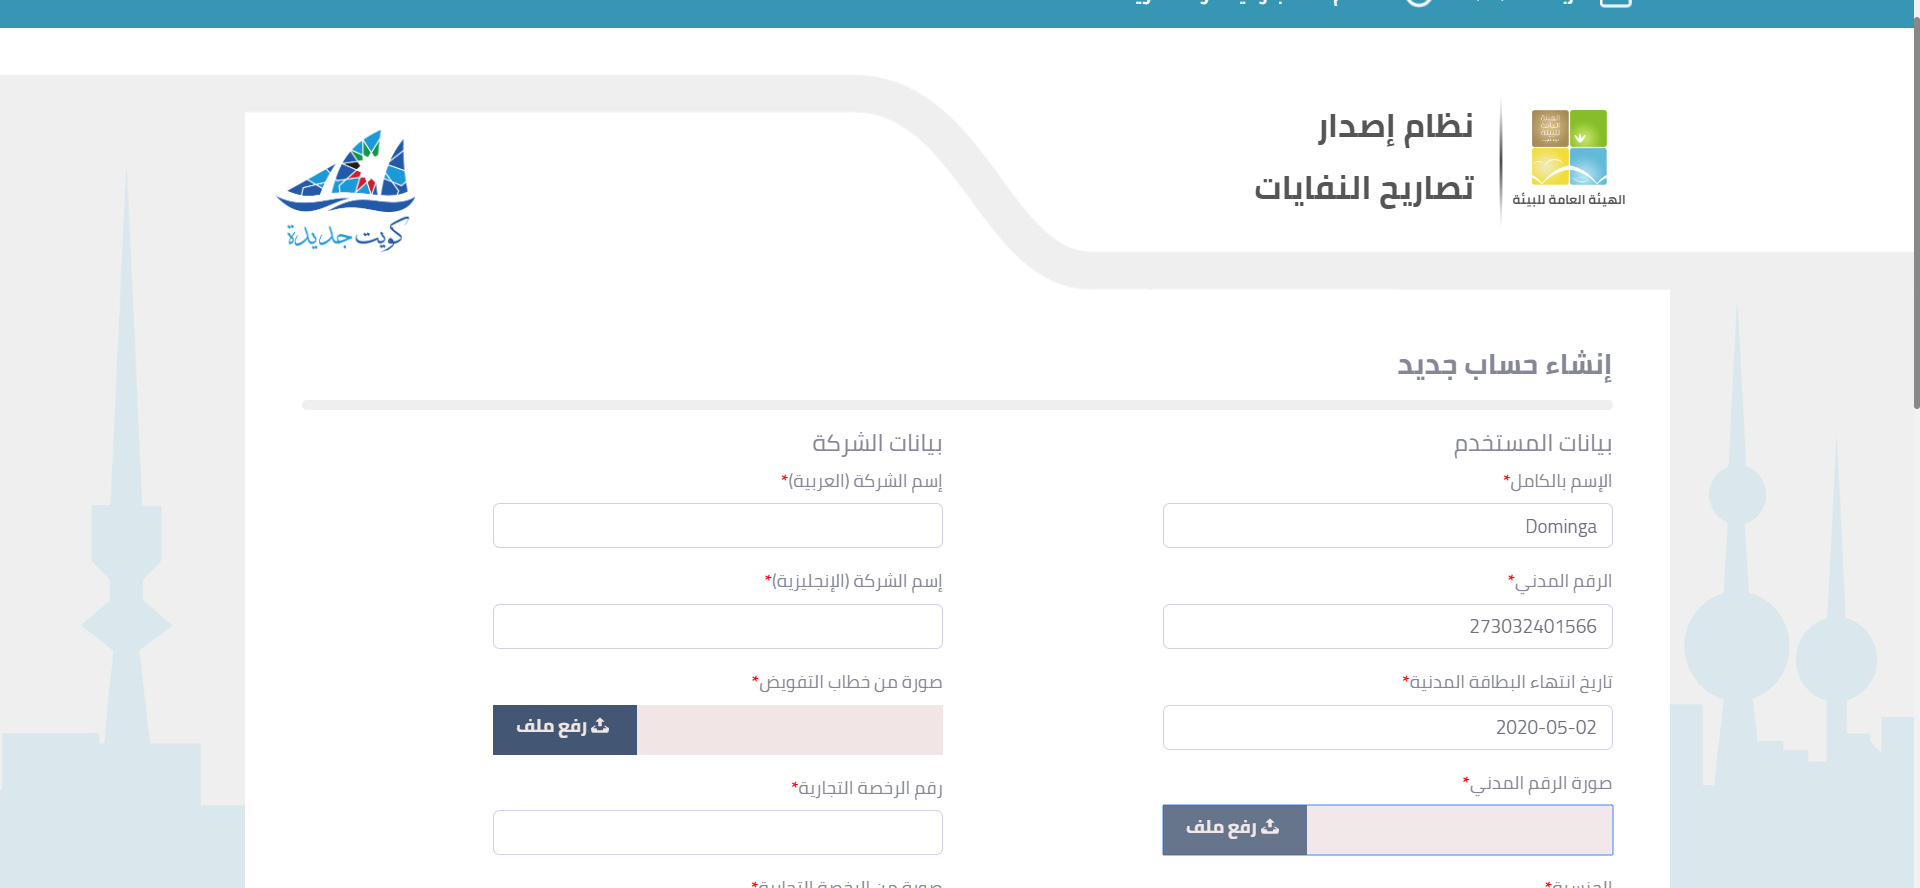 نظام إصدار
تصاريح النفايات
الهيئة العامة للبيئة
كويت جديدة
إنشاء حساب جديد
بيانات المستخدم
الإسم بالكامل*
Dominga
الرقم المدني*
273032401566
تاريخ انتهاء البطاقة المدنية*
2020-05-02
صورة الرقم المدني*
رفع ملف
بيانات الشركة
إسم الشركة (العربية)*
إسم الشركة (الإنجليزية)*
صورة من خطاب التفويض*
رفع ملف
رقم الرخصة التجارية*